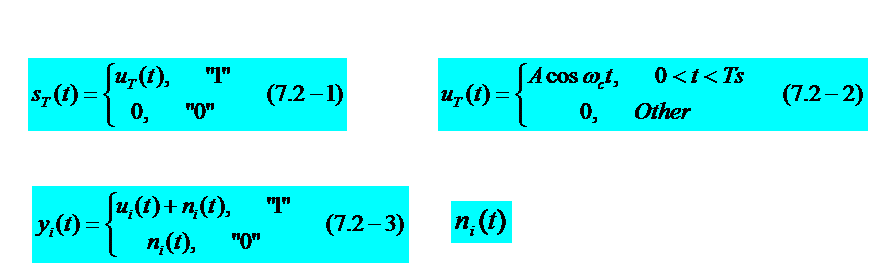 s_T(t) = { u_T(t), "1"
0, "0" (7.2−1)
u_T(t) = { A cos ω_c t, 0 < t < Ts
0, Other (7.2−2)
y_i(t) = { u_i(t) + n_i(t), "1"
n_i(t), "0" (7.2−3)
n_i(t)